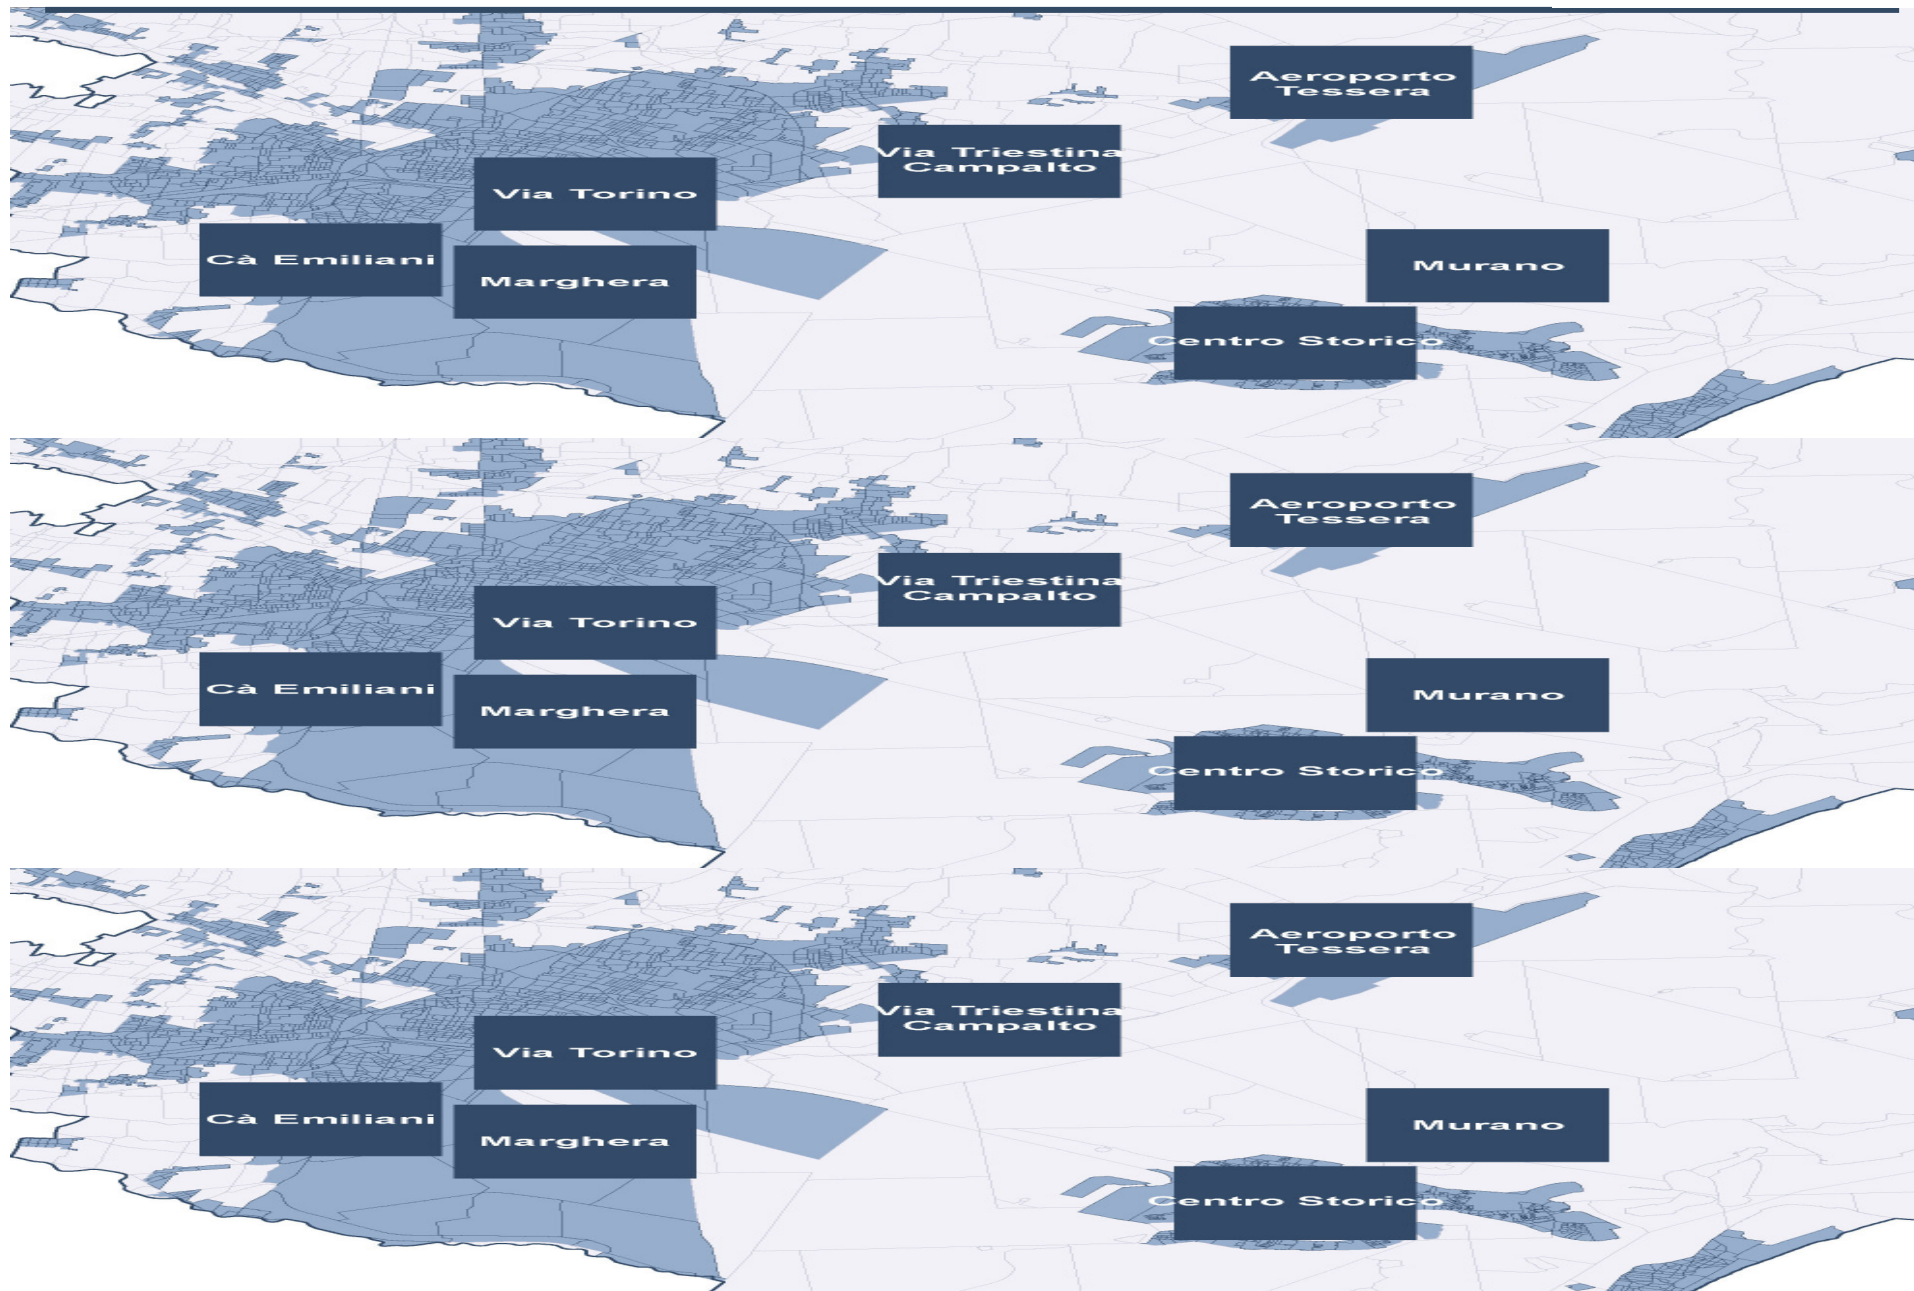 Aeroporto
Tessera
Via Triestina
Campalto
Via Torino
Cà Emiliani
Marghera
Murano
Centro Storico
Aeroporto
Tessera
Via Triestina
Campalto
Via Torino
Cà Emiliani
Marghera
Murano
Centro Storico
Aeroporto
Tessera
Via Triestina
Campalto
Via Torino
Cà Emiliani
Marghera
Murano
Centro Storico